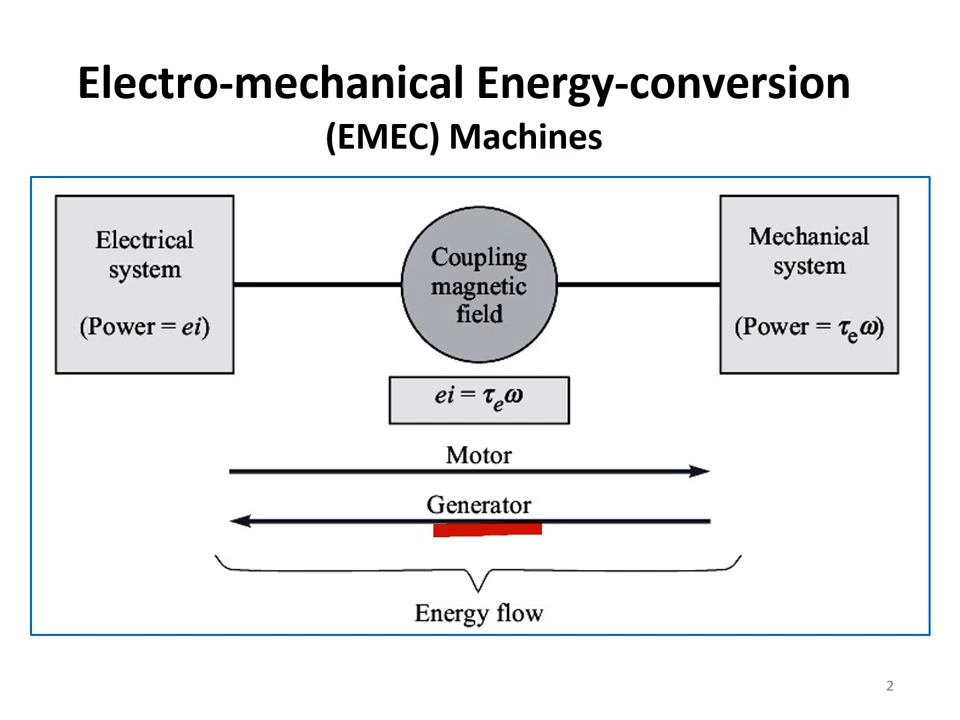 Electro-mechanical Energy-conversion
(EMEC) Machines
Electrical
system
(Power = ei)
Coupling
magnetic
field
Mechanical
system
(Power = τₑω)
ei = τₑω
Motor
Generator
Energy flow
2